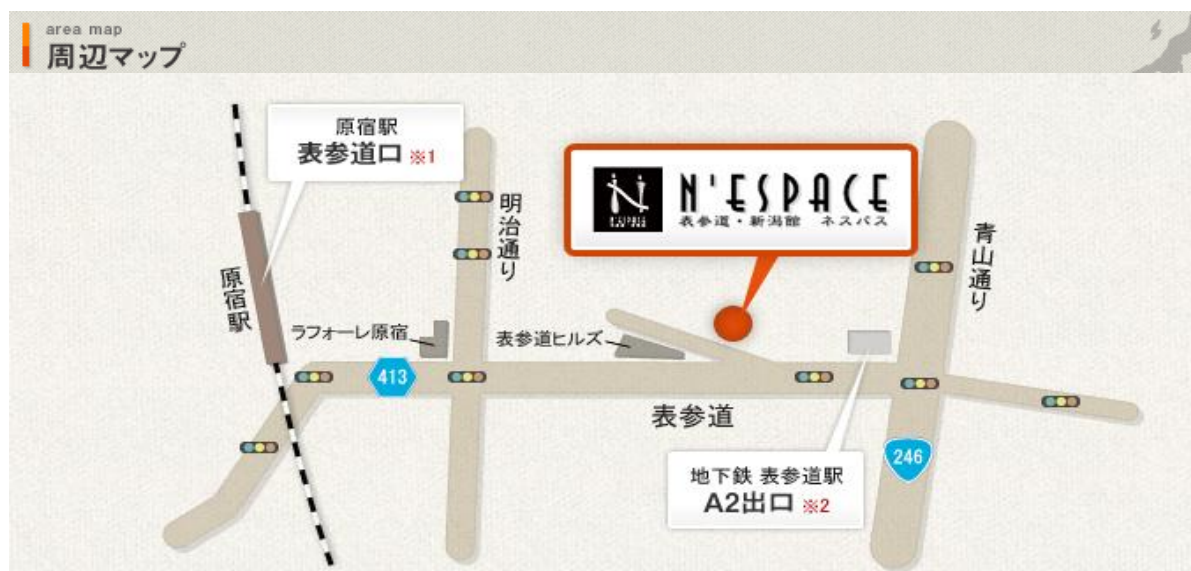 area map
周辺マップ
原宿駅
表参道口 ※1
N'ESPACE
表参道・新潟館 ネスパス
明治通り
青山通り
原宿駅
ラフォーレ原宿
表参道ヒルズ
413
表参道
246
地下鉄 表参道駅
A2出口 ※2